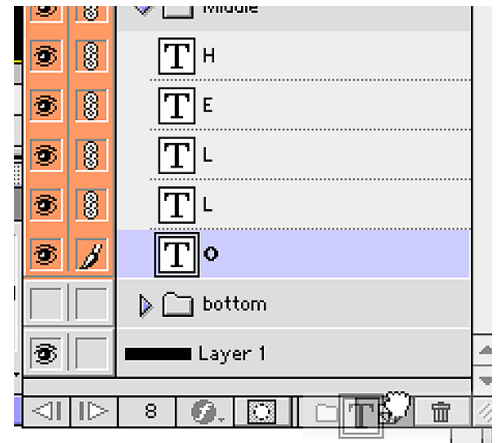 Middle
T H
T E
T L
T L
T O
bottom
Layer 1
8 f. T